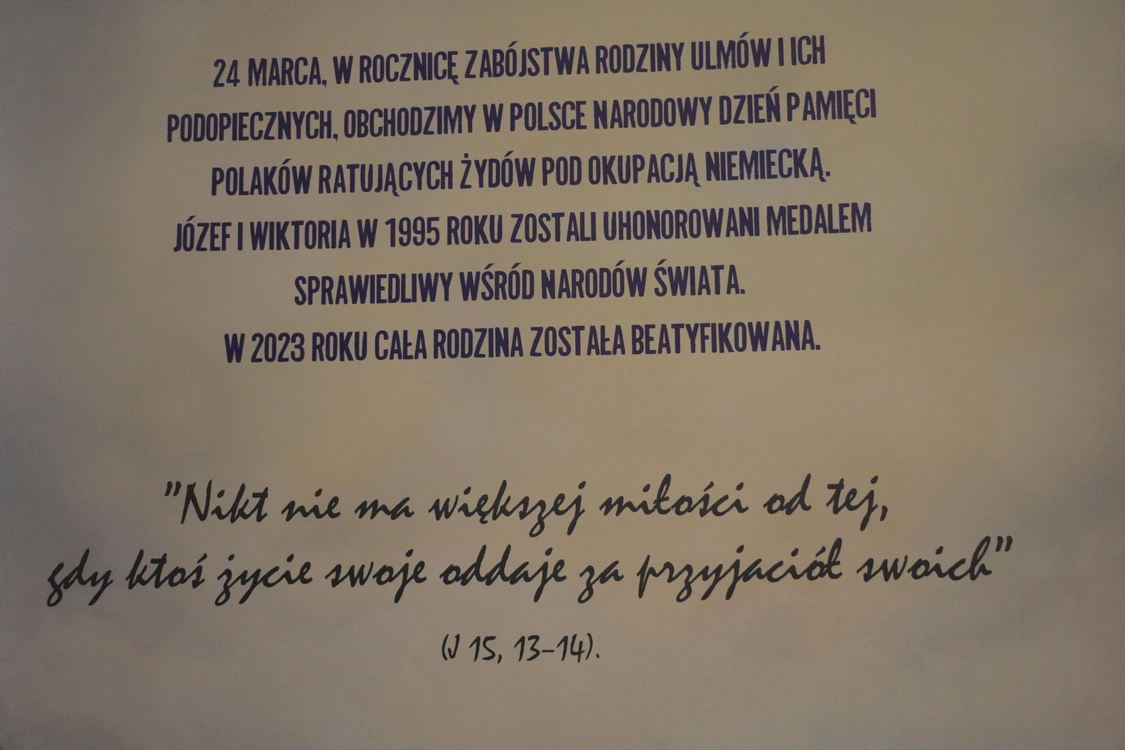 24 MARCA, W ROCZNICĘ ZABÓJSTWA RODZINY ULMÓW I ICH
PODOPIECZNYCH, OBCHODZIMY W POLSCE NARODOWY DZIEŃ PAMIĘCI
POLAKÓW RATUJĄCYCH ŻYDÓW POD OKUPACJĄ NIEMIECKĄ.
JÓZEF I WIKTORIA W 1995 ROKU ZOSTALI UHONOROWANI MEDALEM
SPRAWIEDLIWY WŚRÓD NARODÓW ŚWIATA.
W 2023 ROKU CAŁA RODZINA ZOSTAŁA BEATYFIKOWANA.
"Nikt nie ma większej miłości od tej,
gdy ktoś życie swoje oddaje za przyjaciół swoich"
(J 15, 13-14).